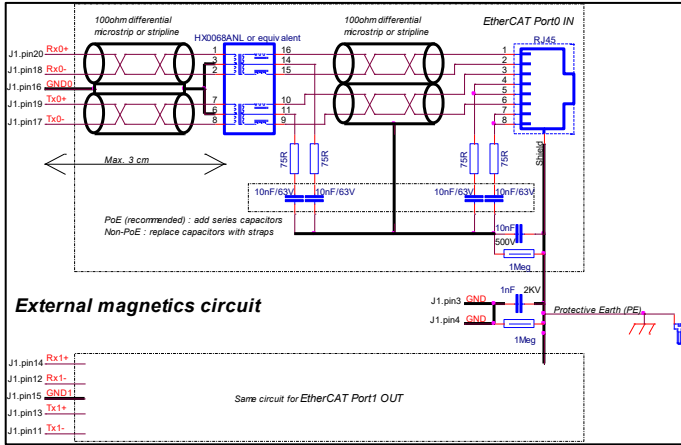 100ohm differential
microstrip or stripline
HX0068ANL or equivalent
100ohm differential
microstrip or stripline
EtherCAT Port0 IN
RJ45
J1.pin20 Rx0+
J1.pin18 Rx0-
J1.pin16 GND0
J1.pin19 Tx0+
J1.pin17 Tx0-
1
3
2
7
6
8
16
14
15
10
11
9
1
2
3
4
5
6
7
8
Shield
Max. 3 cm
75R
75R
75R
75R
10nF/63V
10nF/63V
10nF/63V
10nF/63V
PoE (recommended) : add series capacitors
Non-PoE : replace capacitors with straps
10nF
500V
1Meg
External magnetics circuit
J1.pin3 GND
J1.pin4 GND
1nF 2KV
1Meg
Protective Earth (PE)
J1.pin14 Rx1+
J1.pin12 Rx1-
J1.pin15 GND1
J1.pin13 Tx1+
J1.pin11 Tx1-
Same circuit for EtherCAT Port1 OUT